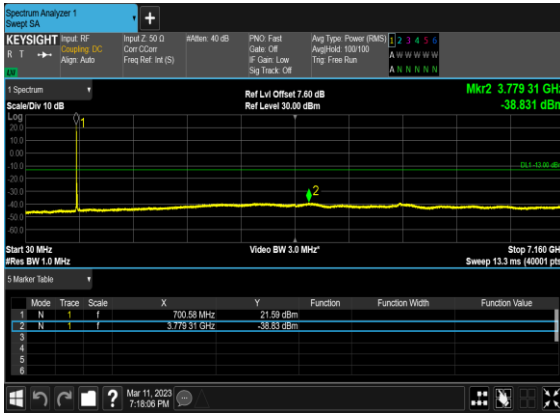 Spectrum Analyzer 1
Swept SA
KEYSIGHT
R T
Input: RF
Coupling: DC
Align: Auto
Input Z: 50 Ω
Corr CCorr
Freq Ref: Int (S)
#Atten: 40 dB
PNO: Fast
Gate: Off
IF Gain: Low
Sig Track: Off
Avg Type: Power (RMS)
Avg|Hold: 100/100
Trig: Free Run
1 2 3 4 5 6
A W W W W W
A N N N N N
1 Spectrum
Scale/Div 10 dB
Ref Lvl Offset 7.60 dB
Ref Level 30.00 dBm
Mkr2 3.779 31 GHz
-38.831 dBm
Log
20.0
10.0
0.00
-10.0
-20.0
-30.0
-40.0
-50.0
-60.0
1
2
DL1 -13.00 dBm
Start 30 MHz
#Res BW 1.0 MHz
Video BW 3.0 MHz*
Stop 7.160 GH
Sweep 13.3 ms (40001 pts
5 Marker Table
Mode Trace Scale X Y Function Function Width Function Value
1 N 1 f 700.58 MHz 21.59 dBm
2 N 1 f 3.779 31 GHz -38.83 dBm
3
4
5
6
?
Mar 11, 2023
7:18:06 PM